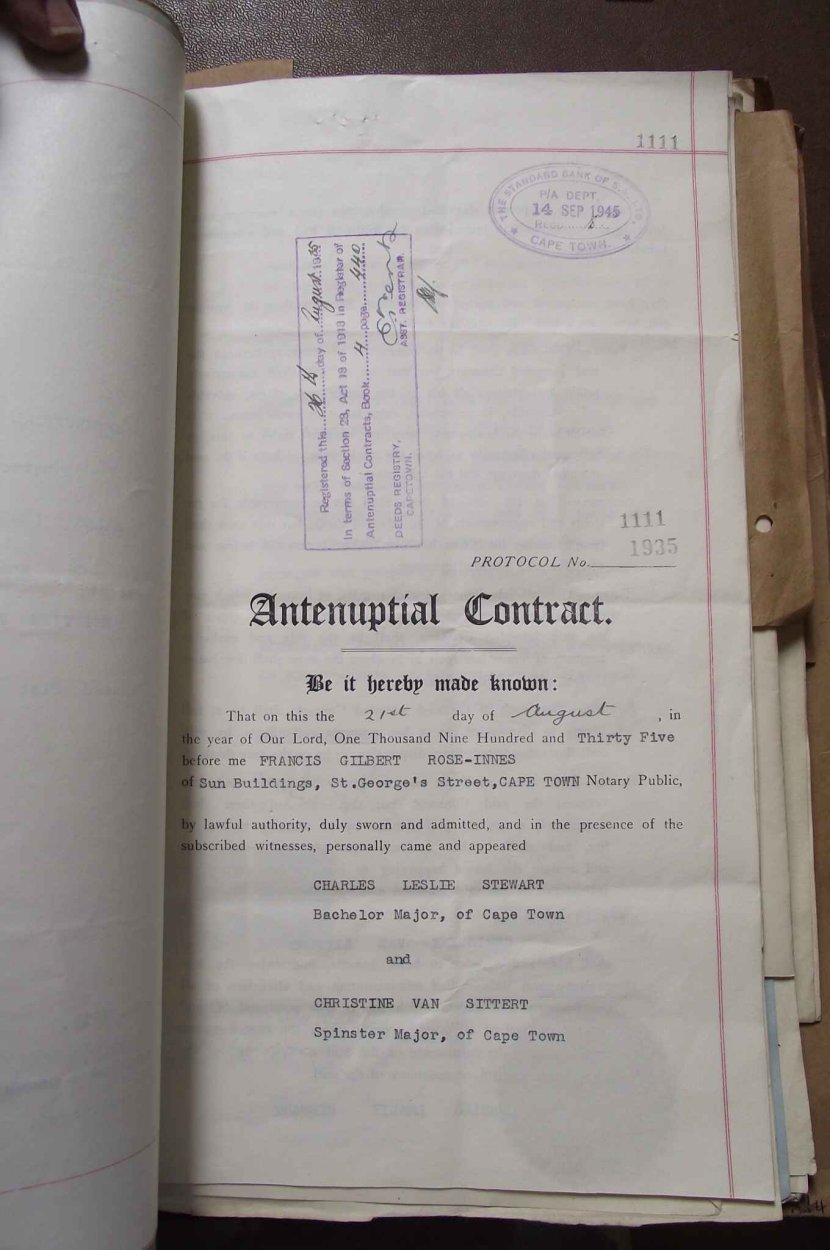 1111
THE STANDARD BANK OF S.A. LTD.
P/A DEPT.
14 SEP 1945
RECD.
CAPE TOWN.
Registered this 26th day of August 1935
in terms of Section 23, Act 13 of 1918 in Register of
Antenuptial Contracts, Book 4 page 440
ASST. REGISTRAR.
DEEDS REGISTRY,
CAPETOWN.
1111
1935
PROTOCOL No.
Antenuptial Contract.
Be it hereby made known:
That on this the 21st day of August, in
the year of Our Lord, One Thousand Nine Hundred and Thirty Five
before me FRANCIS GILBERT ROSE-INNES
of Sun Buildings, St.George's Street,CAPE TOWN Notary Public,
by lawful authority, duly sworn and admitted, and in the presence of the
subscribed witnesses, personally came and appeared
CHARLES LESLIE STEWART
Bachelor Major, of Cape Town
and
CHRISTINE VAN SITTERT
Spinster Major, of Cape Town